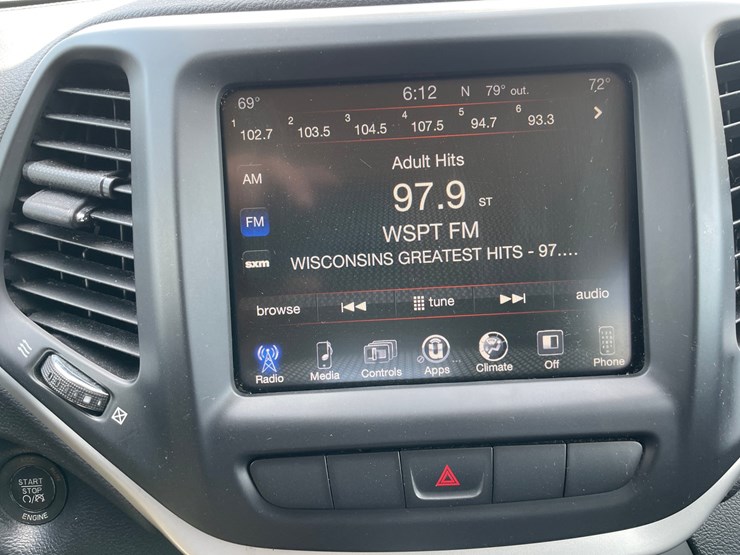 69° 6:12 N 79° out. 72°
1 102.7 2 103.5 3 104.5 4 107.5 5 94.7 6 93.3
Adult Hits
AM
97.9 ST
FM
WSPT FM
sxm
WISCONSINS GREATEST HITS - 97....
browse tune audio
Radio Media Controls Apps Climate Off Phone
START
STOP
ENGINE